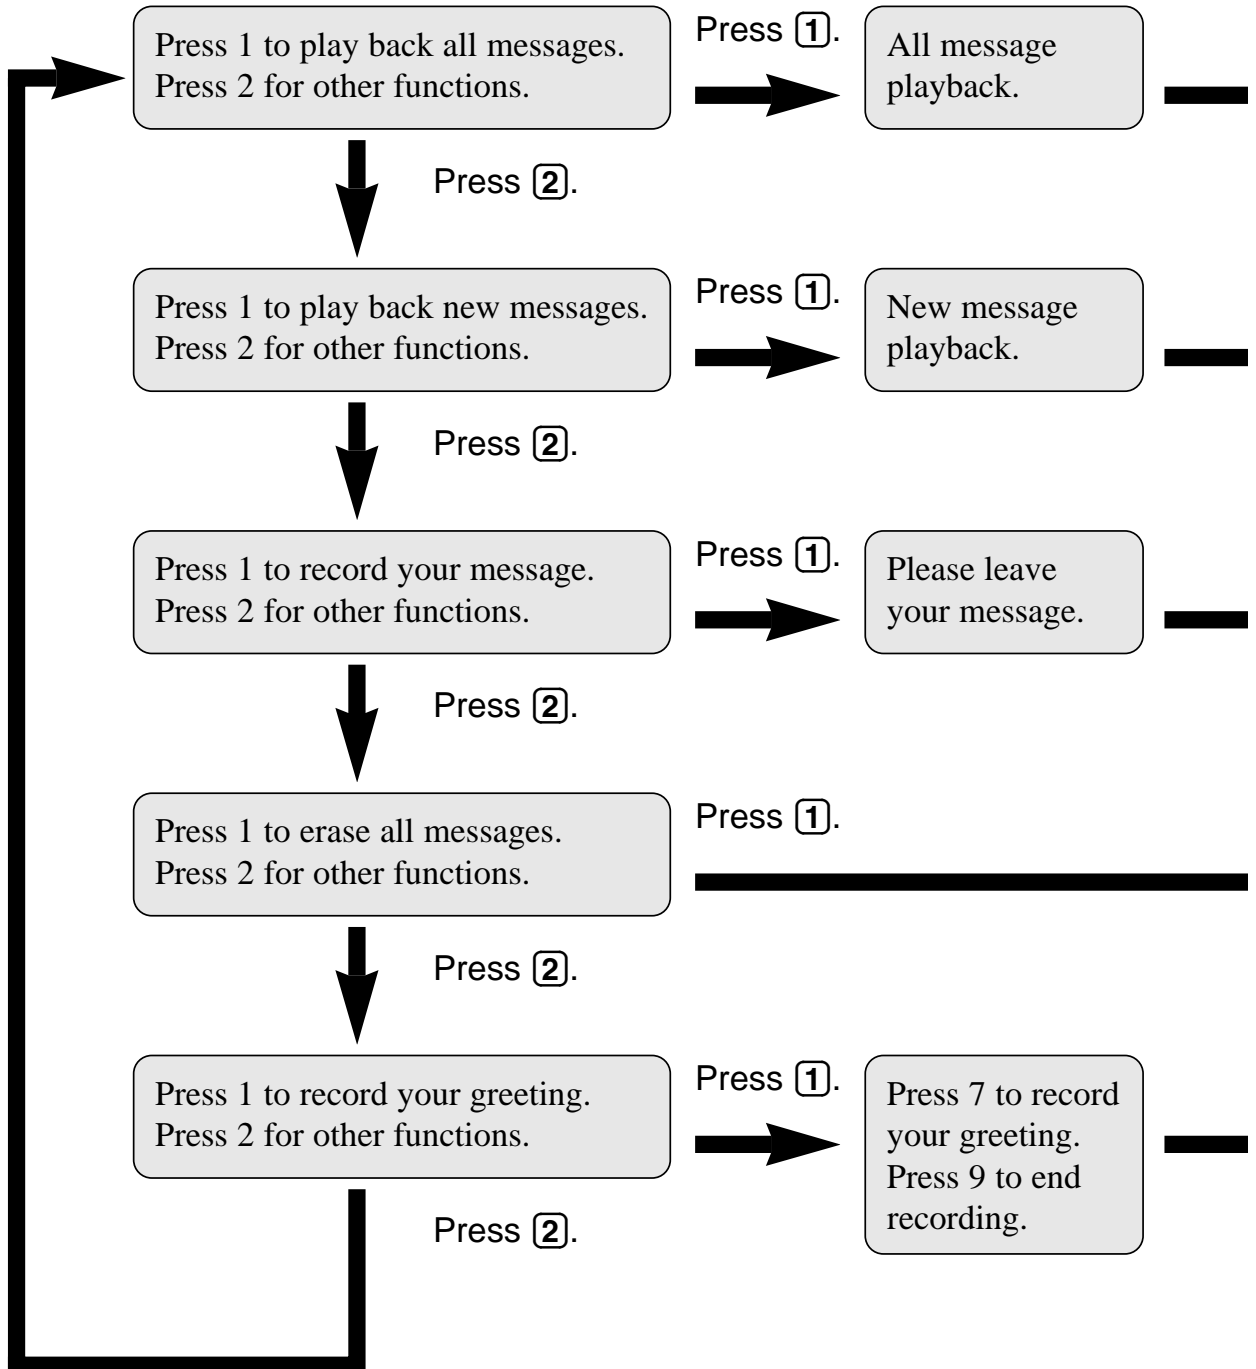 Press 1 to play back all messages.
Press 2 for other functions.
Press 1.
All message
playback.
Press 2.
Press 1 to play back new messages.
Press 2 for other functions.
Press 1.
New message
playback.
Press 2.
Press 1 to record your message.
Press 2 for other functions.
Press 1.
Please leave
your message.
Press 2.
Press 1 to erase all messages.
Press 2 for other functions.
Press 1.
Press 2.
Press 1 to record your greeting.
Press 2 for other functions.
Press 1.
Press 7 to record
your greeting.
Press 9 to end
recording.
Press 2.